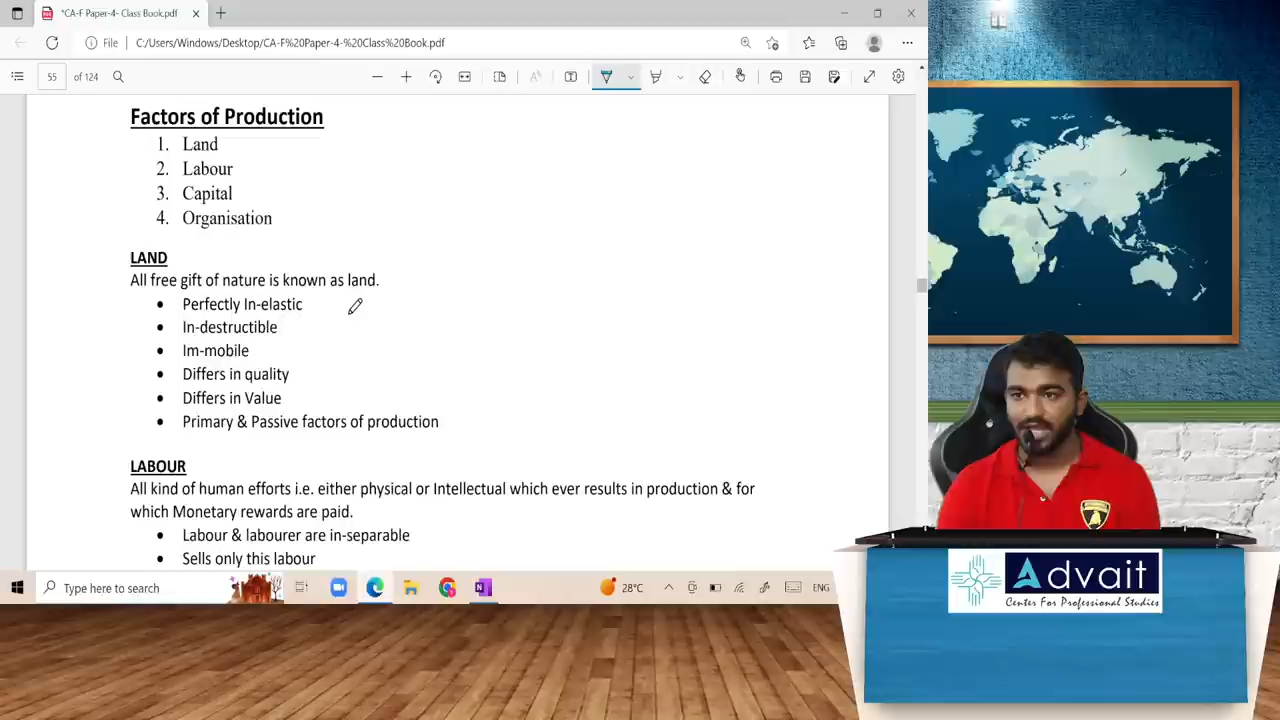 *CA-F Paper-4- Class Book.pdf
File
C:/Windows/Desktop/CA-F%20Paper-4-%20Class%20Book.pdf
55 of 124
Factors of Production
1. Land
2. Labour
3. Capital
4. Organisation
LAND
All free gift of nature is known as land.
• Perfectly In-elastic
• In-destructible
• Im-mobile
• Differs in quality
• Differs in Value
• Primary & Passive factors of production
LABOUR
All kind of human efforts i.e. either physical or Intellectual which ever results in production & for
which Monetary rewards are paid.
• Labour & labourer are in-separable
• Sells only this labour
Type here to search
28°C
ENG
Advait
Center For Professional Studies